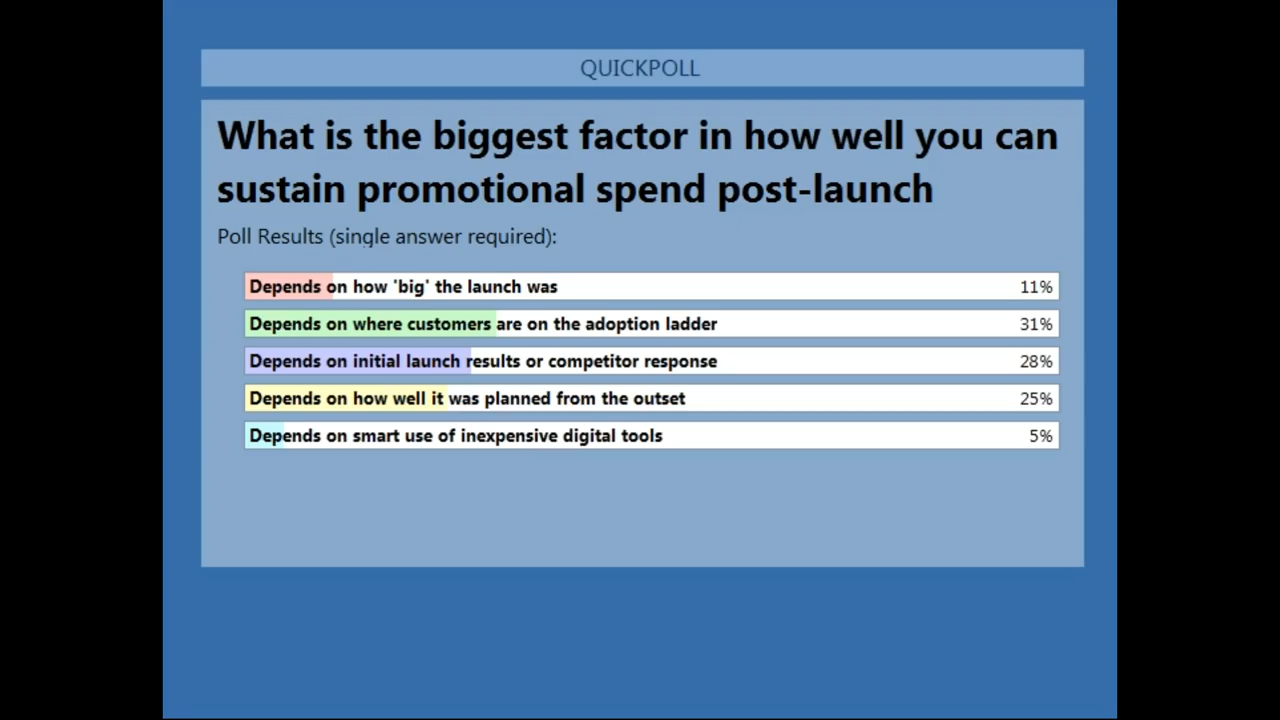 QUICKPOLL
What is the biggest factor in how well you can
sustain promotional spend post-launch
Poll Results (single answer required):
Depends on how 'big' the launch was 11%
Depends on where customers are on the adoption ladder 31%
Depends on initial launch results or competitor response 28%
Depends on how well it was planned from the outset 25%
Depends on smart use of inexpensive digital tools 5%